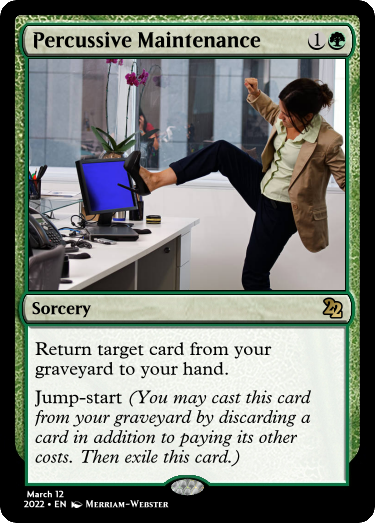 Percussive Maintenance 1
Sorcery 22
Return target card from your
graveyard to your hand.
Jump-start (You may cast this card
from your graveyard by discarding a
card in addition to paying its other
costs. Then exile this card.)
March 12
2022 • EN Merriam-Webster